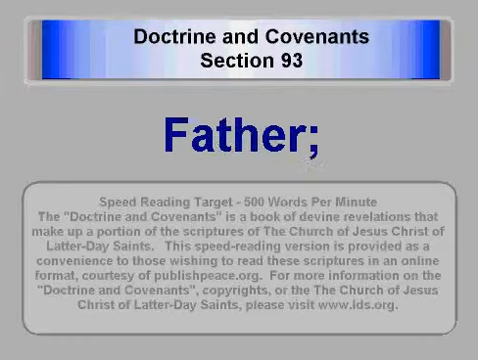 Doctrine and Covenants
Section 93
Father;
Speed Reading Target - 500 Words Per Minute
The "Doctrine and Covenants" is a book of devine revelations that
make up a portion of the scriptures of The Church of Jesus Christ of
Latter-Day Saints.   This speed-reading version is provided as a
convenience to those wishing to read these scriptures in an online
format, courtesy of publishpeace.org.  For more information on the
"Doctrine and Covenants", copyrights, or the The Church of Jesus
Christ of Latter-Day Saints, please visit www.lds.org.